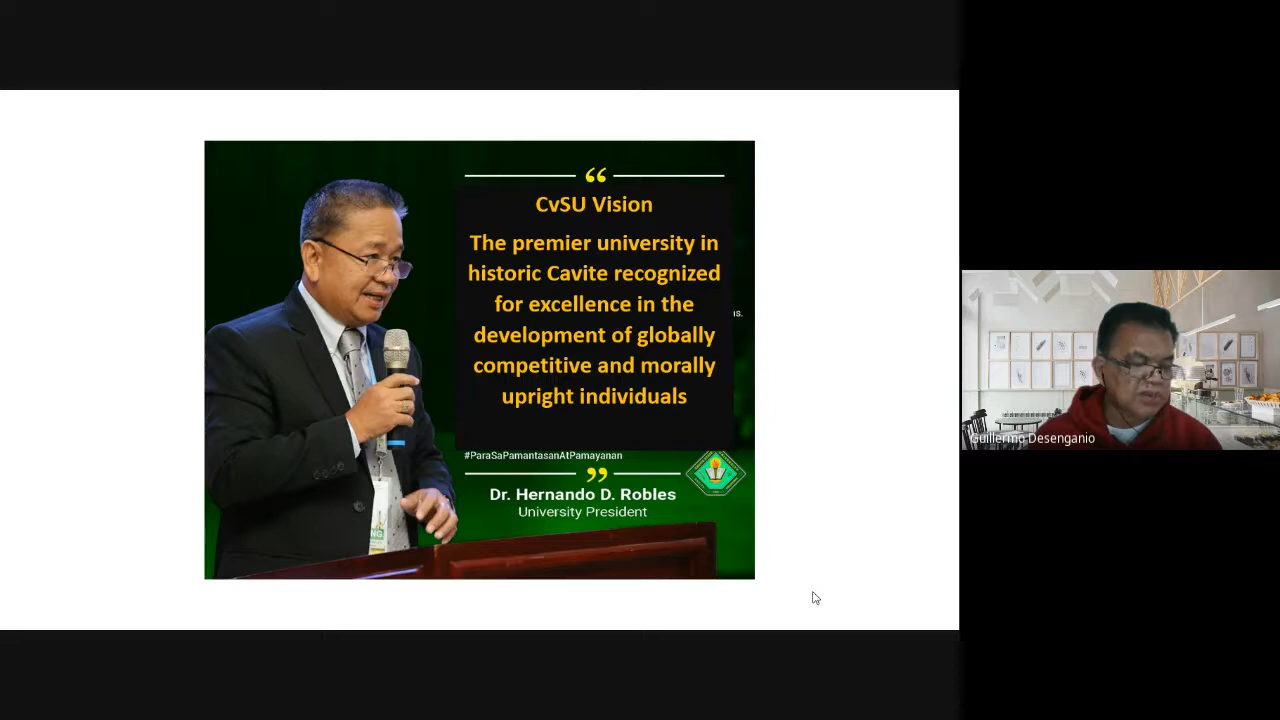 “
CvSU Vision
The premier university in
historic Cavite recognized
for excellence in the
development of globally
competitive and morally
upright individuals
us.
#ParaSaPamantasanAtPamayanan
”
Dr. Hernando D. Robles
University President
Guillermo Desenganio